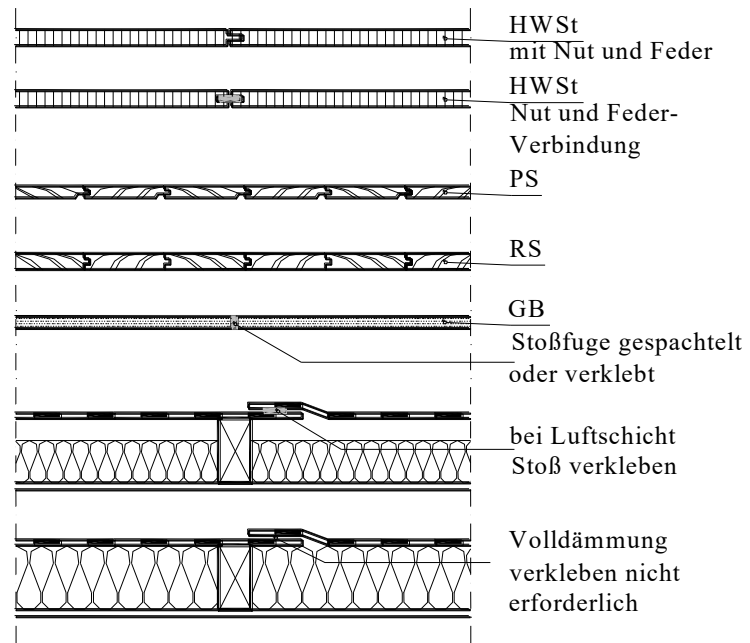 HWSt
mit Nut und Feder
HWSt
Nut und Feder-
Verbindung
PS
RS
GB
Stoßfuge gespachtelt
oder verklebt
bei Luftschicht
Stoß verkleben
Volldämmung
verkleben nicht
erforderlich